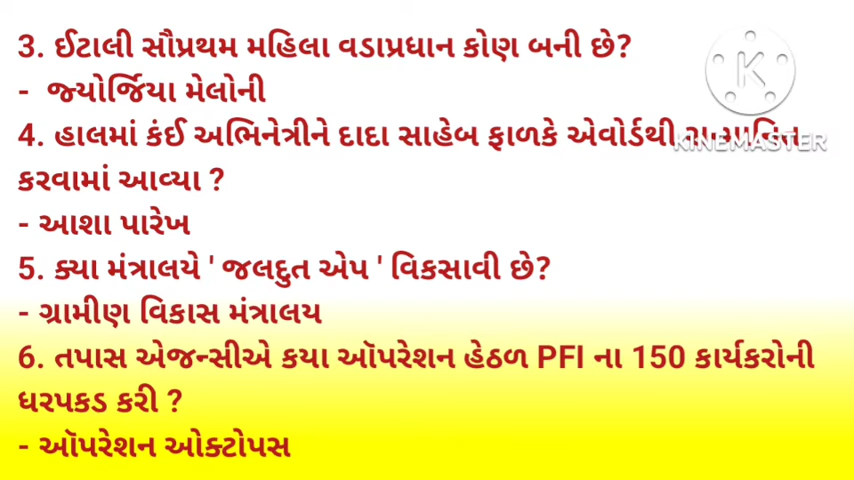 3. ઈટાલી સૌપ્રથમ મહિલા વડાપ્રધાન કોણ બની છે?
- જ્યોર્જિયા મેલોની
4. હાલમાં કંઈ અભિનેત્રીને દાદા સાહેબ ફાળકે એવોર્ડથી
કરવામાં આવ્યા ?
- આશા પારેખ
5. ક્યા મંત્રાલયે ' જલદુત એપ ' વિકસાવી છે?
- ગ્રામીણ વિકાસ મંત્રાલય
6. તપાસ એજન્સીએ કયા ઑપરેશન હેઠળ PFI ના 150 કાર્યકરોની
ધરપકડ કરી ?
- ઑપરેશન ઓક્ટોપસ
K
KINEMASTER